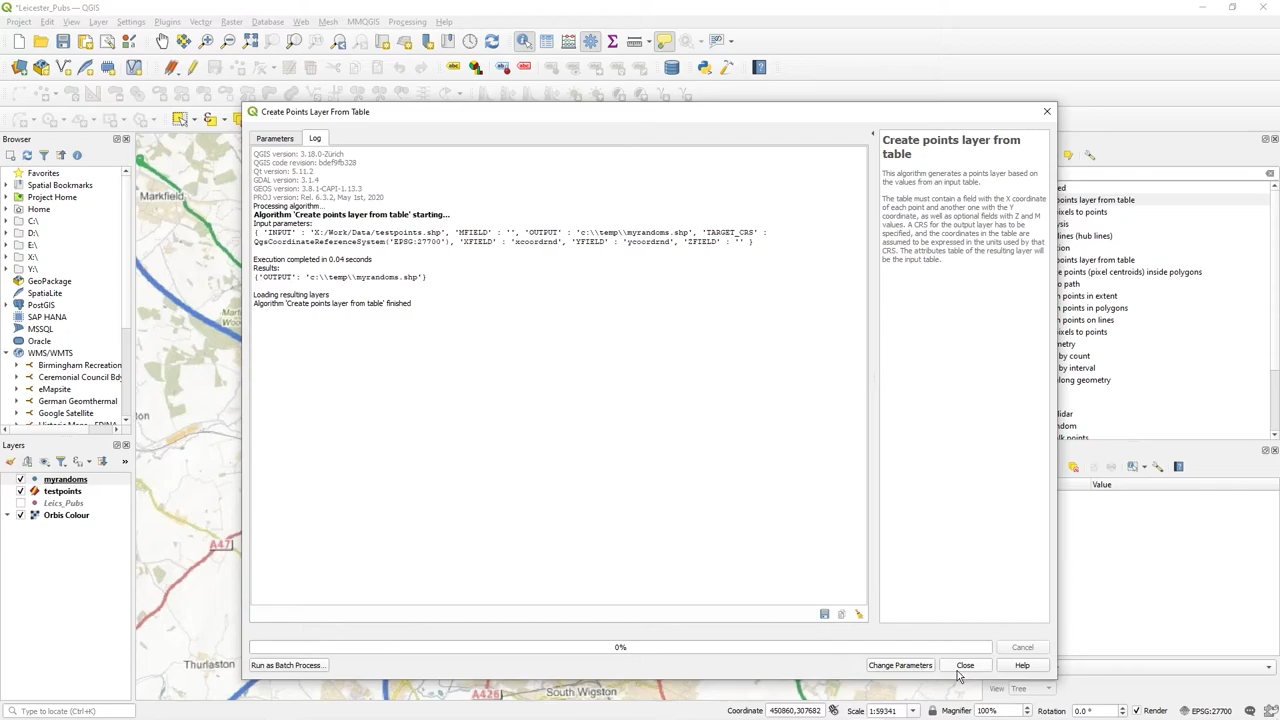 *Leicester_Pubs — QGIS
Project Edit View Layer Settings Plugins Vector Raster Database Web Mesh MMQGIS Processing Help
Create Points Layer From Table
Browser
Favorites
Spatial Bookmarks
Project Home
Home
C:\
D:\
E:\
X:\
Y:\
GeoPackage
SpatiaLite
PostGIS
SAP HANA
MSSQL
Oracle
WMS/WMTS
Birmingham Recreation
Ceremonial Council Bdy
eMapsite
German Geomthermal
Google Satellite
Layers
myrandoms
testpoints
Leics_Pubs
Orbis Colour
Markfield
A47
Thurlaston
A426
South Wigston
Parameters Log
QGIS version: 3.18.0-Zürich
QGIS code revision: bdef9fb328
Qt version: 5.11.2
GDAL version: 3.1.4
GEOS version: 3.8.1-CAPI-1.13.3
PROJ version: Rel. 6.3.2, May 1st, 2020
Processing algorithm…
Algorithm 'Create points layer from table' starting…
Input parameters:
{ 'INPUT' : 'X:/Work/Data/testpoints.shp', 'MFIELD' : '', 'OUTPUT' : 'c:\\temp\\myrandoms.shp', 'TARGET_CRS' :
QgsCoordinateReferenceSystem('EPSG:27700'), 'XFIELD' : 'xcoordrnd', 'YFIELD' : 'ycoordrnd', 'ZFIELD' : '' }
Execution completed in 0.04 seconds
Results:
{'OUTPUT': 'c:\\temp\\myrandoms.shp'}
Loading resulting layers
Algorithm 'Create points layer from table' finished
Create points layer from
table
This algorithm generates a points layer based on
the values from an input table.
The table must contain a field with the X coordinate
of each point and another one with the Y
coordinate, as well as optional fields with Z and M
values. A CRS for the output layer has to be
specified, and the coordinates in the table are
assumed to be expressed in the units used by that
CRS. The attributes table of the resulting layer will
be the input table.
0% Cancel
Run as Batch Process… Change Parameters Close Help
ed
points layer from table
pixels to points
lines (hub lines)
points layer from table
e points (pixel centroids) inside polygons
to path
points in extent
points in polygons
points on lines
pixels to points
metry
by count
by interval
along geometry
lidar
ndom
Value
View Tree
Type to locate (Ctrl+K) Coordinate 450860,307682 Scale 1:59341 Magnifier 100% Rotation 0.0 ° Render EPSG:27700